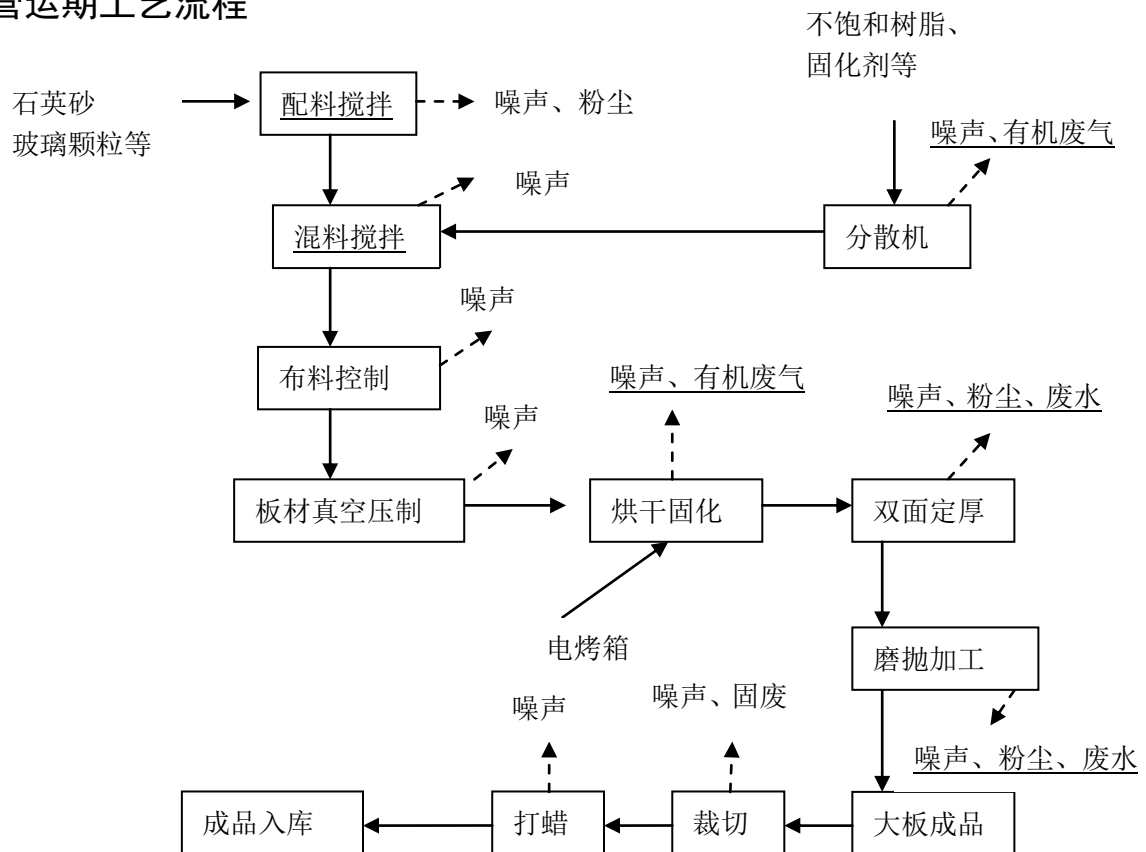 营运期工艺流程
不饱和树脂、
固化剂等
石英砂
玻璃颗粒等
配料搅拌
噪声、粉尘
噪声、有机废气
噪声
混料搅拌
分散机
噪声
布料控制
噪声、有机废气
噪声、粉尘、废水
噪声
板材真空压制
烘干固化
双面定厚
电烤箱
磨抛加工
噪声
噪声、固废
噪声、粉尘、废水
成品入库
打蜡
裁切
大板成品